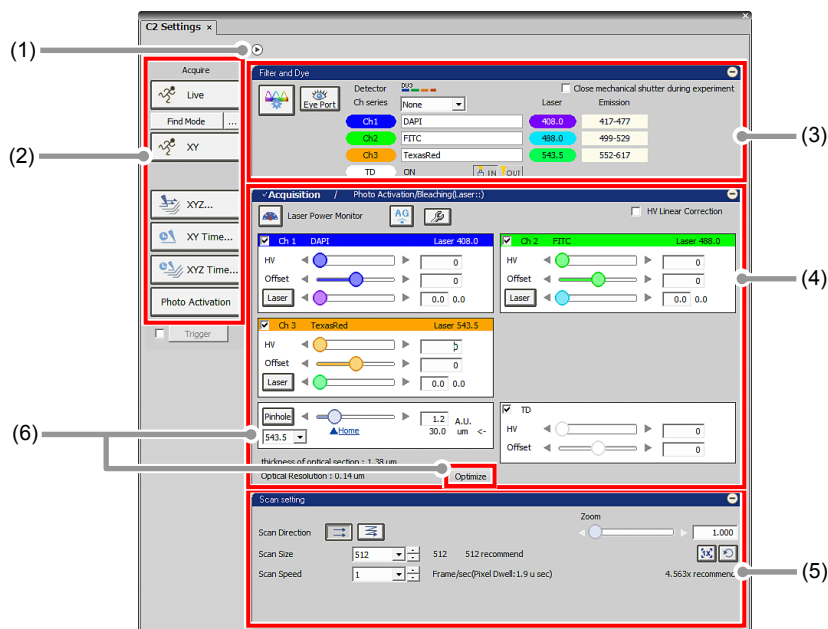 C2 Settings ×
(1)
Acquire
Live
Find Mode ...
XY
XYZ...
XY Time...
XYZ Time...
Photo Activation
Trigger
(2)
Filter and Dye
Detector DU3
Close mechanical shutter during experiment
Eye Port
Ch series None Laser Emission
Ch1 DAPI 408.0 417-477
Ch2 FITC 488.0 499-529
Ch3 TexasRed 543.5 552-617
TD ON IN OUT
(3)
✓Acquisition / Photo Activation/Bleaching(Laser::)
Laser Power Monitor AG HV Linear Correction
Ch 1 DAPI Laser 408.0
HV 0
Offset 0
Laser 0.0 0.0
Ch 2 FITC Laser 488.0
HV 0
Offset 0
Laser 0.0 0.0
(4)
Ch 3 TexasRed Laser 543.5
HV 0
Offset 0
Laser 0.0 0.0
Pinhole 1.2 A.U.
543.5 Home 30.0 um <-
TD
HV 0
Offset 0
thickness of optical section : 1.38 um
Optical Resolution : 0.14 um Optimize
(6)
Scan setting
Zoom
Scan Direction 1.000
Scan Size 512 512 512 recommend 1X
Scan Speed 1 Frame/sec(Pixel Dwell:1.9 u sec) 4.563x recommend
(5)